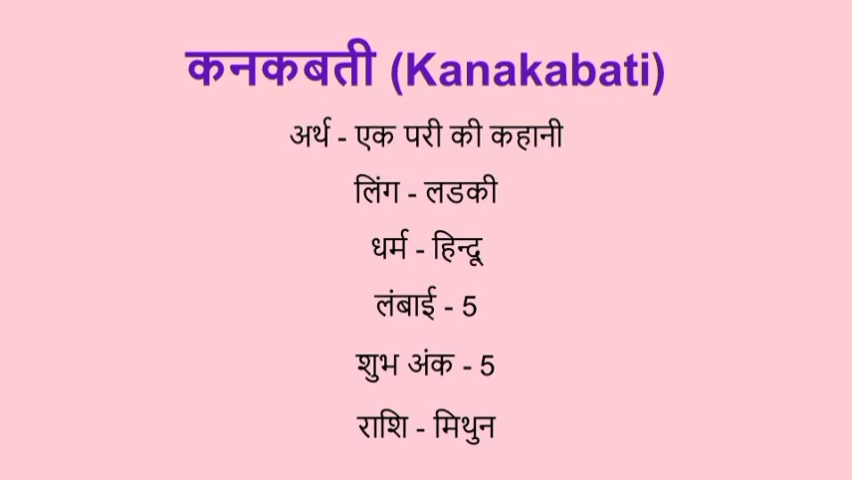 कनकबती (Kanakabati)
अर्थ - एक परी की कहानी
लिंग - लडकी
धर्म - हिन्दू
लंबाई - 5
शुभ अंक - 5
राशि - मिथुन